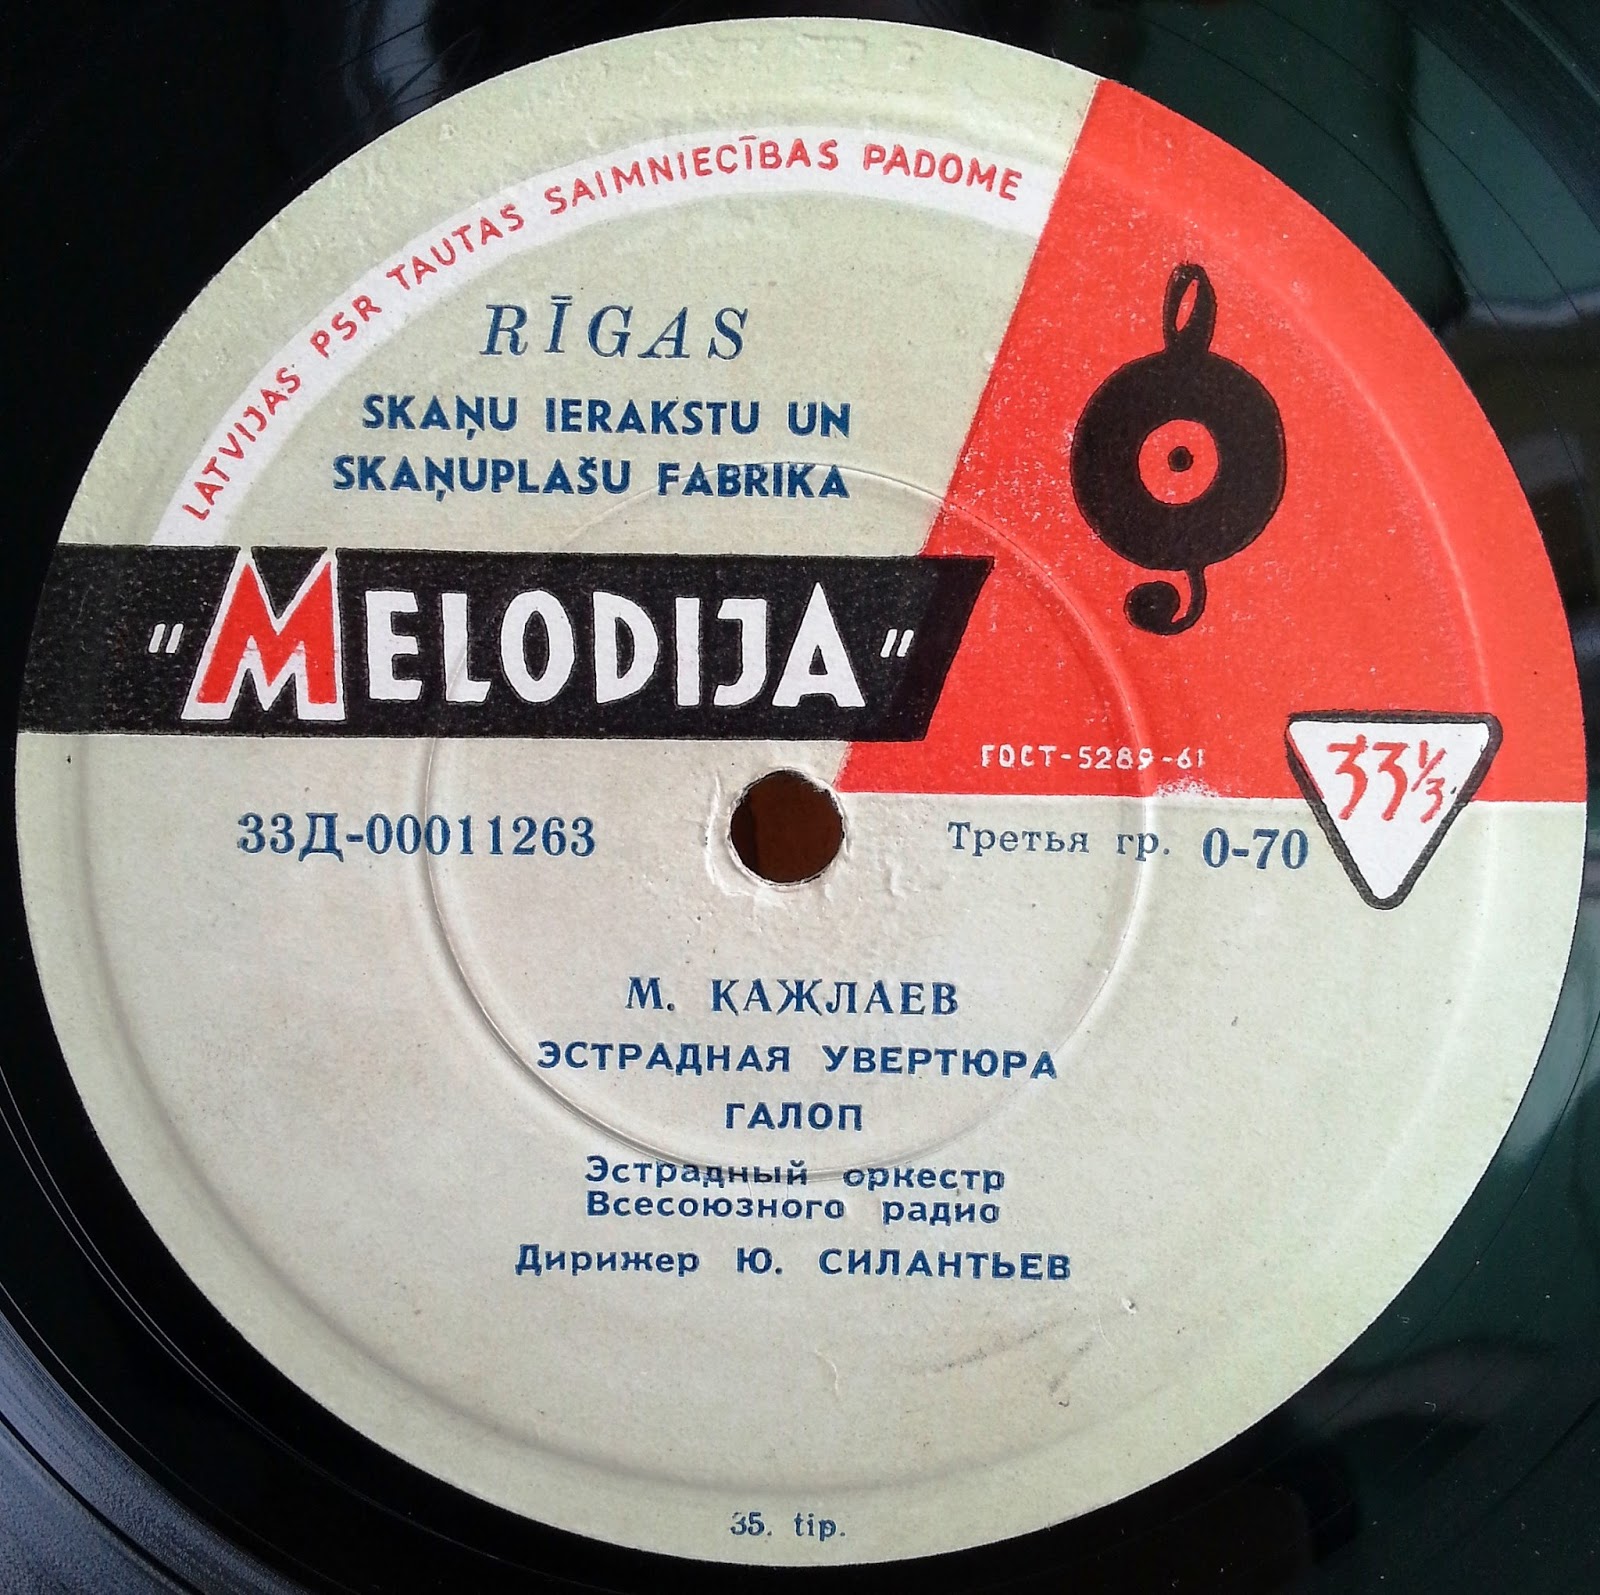 LATVIJAS PSR TAUTAS SAIMNIECĪBAS PADOME
RĪGAS
SKAŅU IERAKSTU UN
SKAŅUPLAŠU FABRIKA
"MELODIJA"
ГОСТ-5289-61
33⅓
33Д-00011263
Третья гр. 0-70
М. КАЖЛАЕВ
ЭСТРАДНАЯ УВЕРТЮРА
ГАЛОП
Эстрадный оркестр
Всесоюзного радио
Дирижер Ю. СИЛАНТЬЕВ
35. tip.